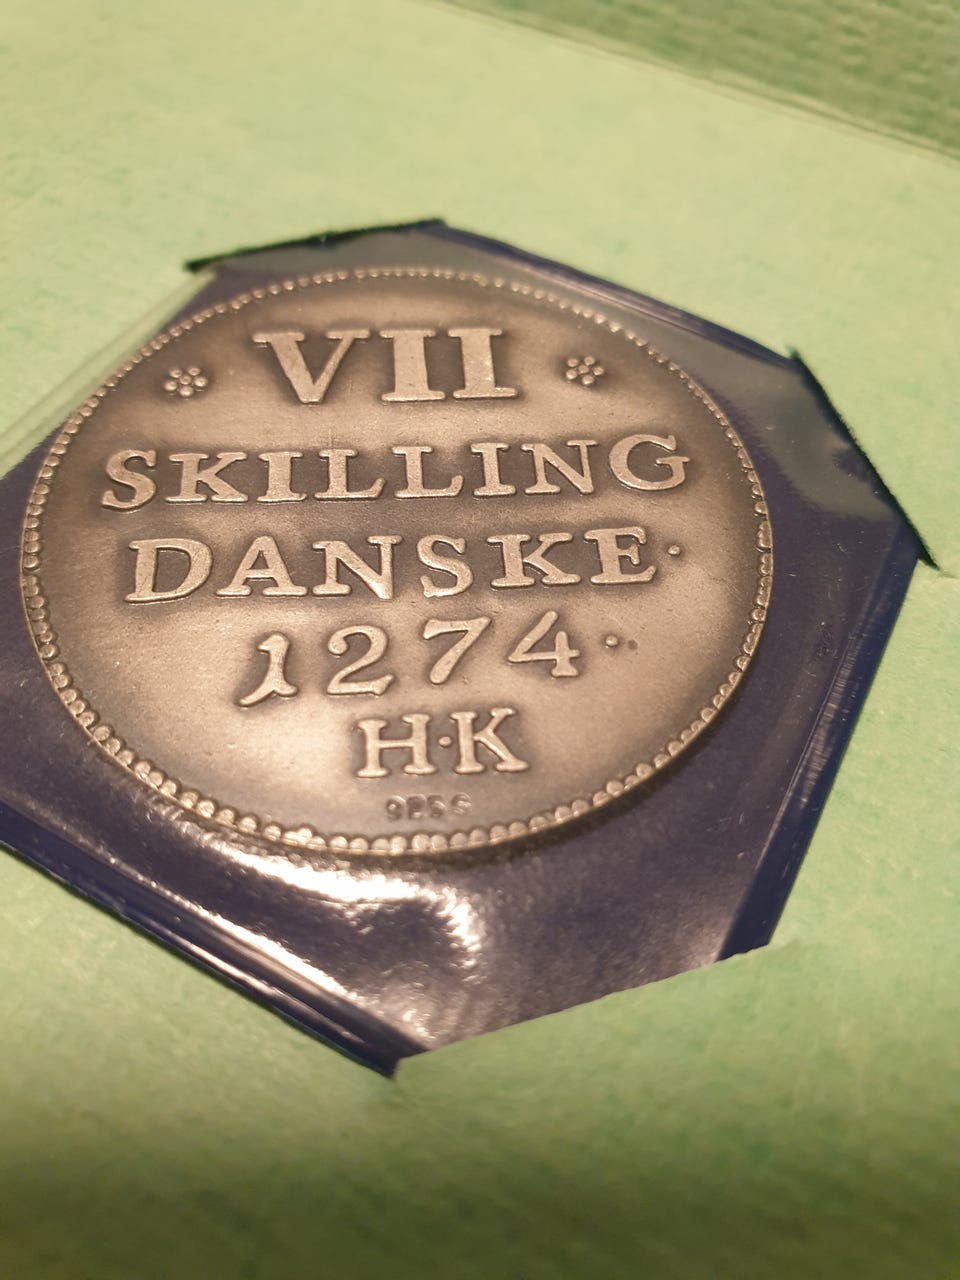 VII
SKILLING
DANSKE·
1274·
H·K
925S